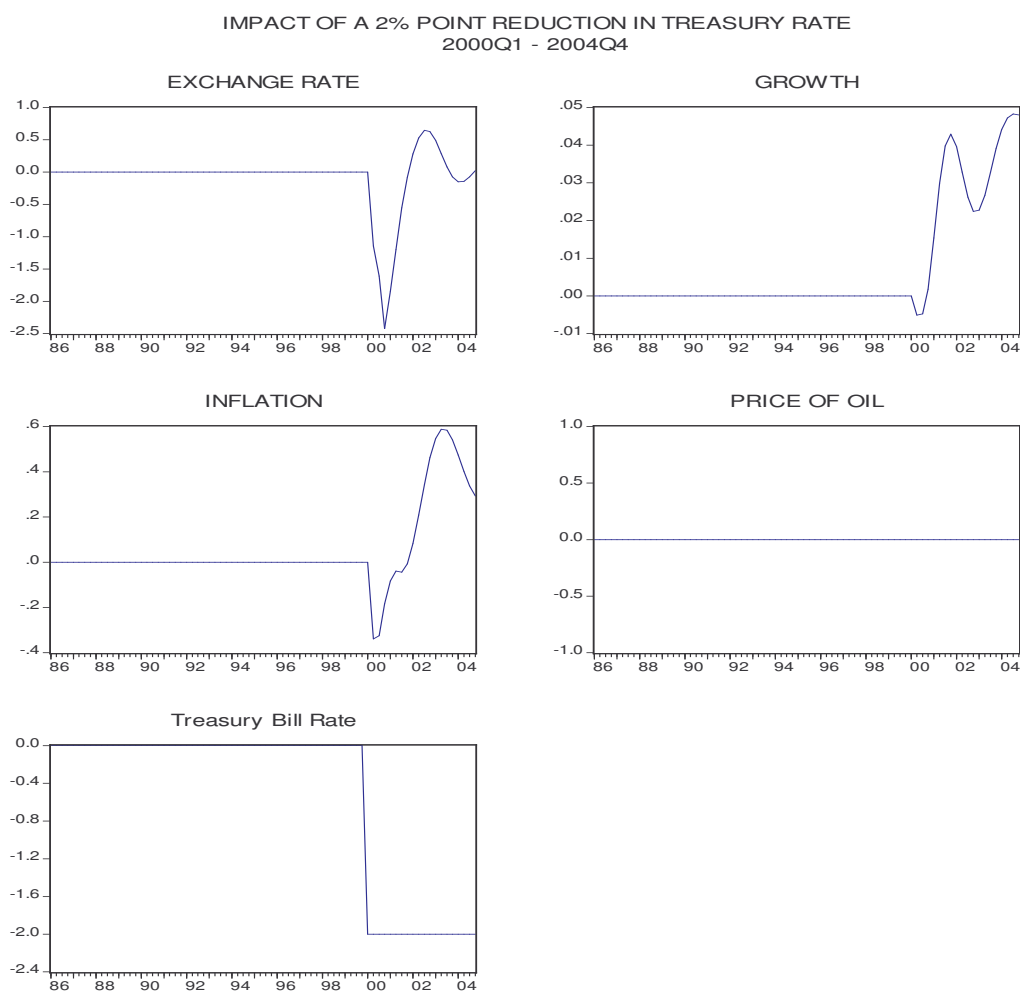 IMPACT OF A 2% POINT REDUCTION IN TREASURY RATE
2000Q1 - 2004Q4
EXCHANGE RATE
1.0
0.5
0.0
-0.5
-1.0
-1.5
-2.0
-2.5
86 88 90 92 94 96 98 00 02 04
GROWTH
.05
.04
.03
.02
.01
.00
-.01
86 88 90 92 94 96 98 00 02 04
INFLATION
.6
.4
.2
.0
-.2
-.4
86 88 90 92 94 96 98 00 02 04
PRICE OF OIL
1.0
0.5
0.0
-0.5
-1.0
86 88 90 92 94 96 98 00 02 04
Treasury Bill Rate
0.0
-0.4
-0.8
-1.2
-1.6
-2.0
-2.4
86 88 90 92 94 96 98 00 02 04